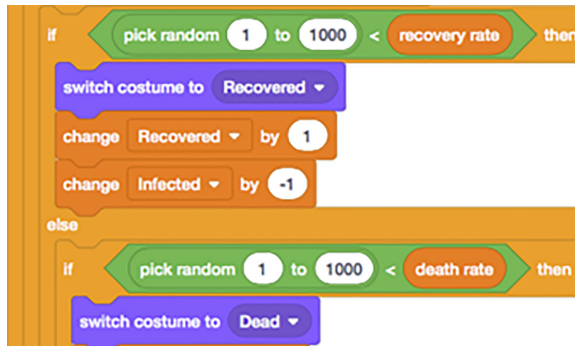 if pick random 1 to 1000 < recovery rate then
switch costume to Recovered
change Recovered by 1
change Infected by -1
else
if pick random 1 to 1000 < death rate then
switch costume to Dead